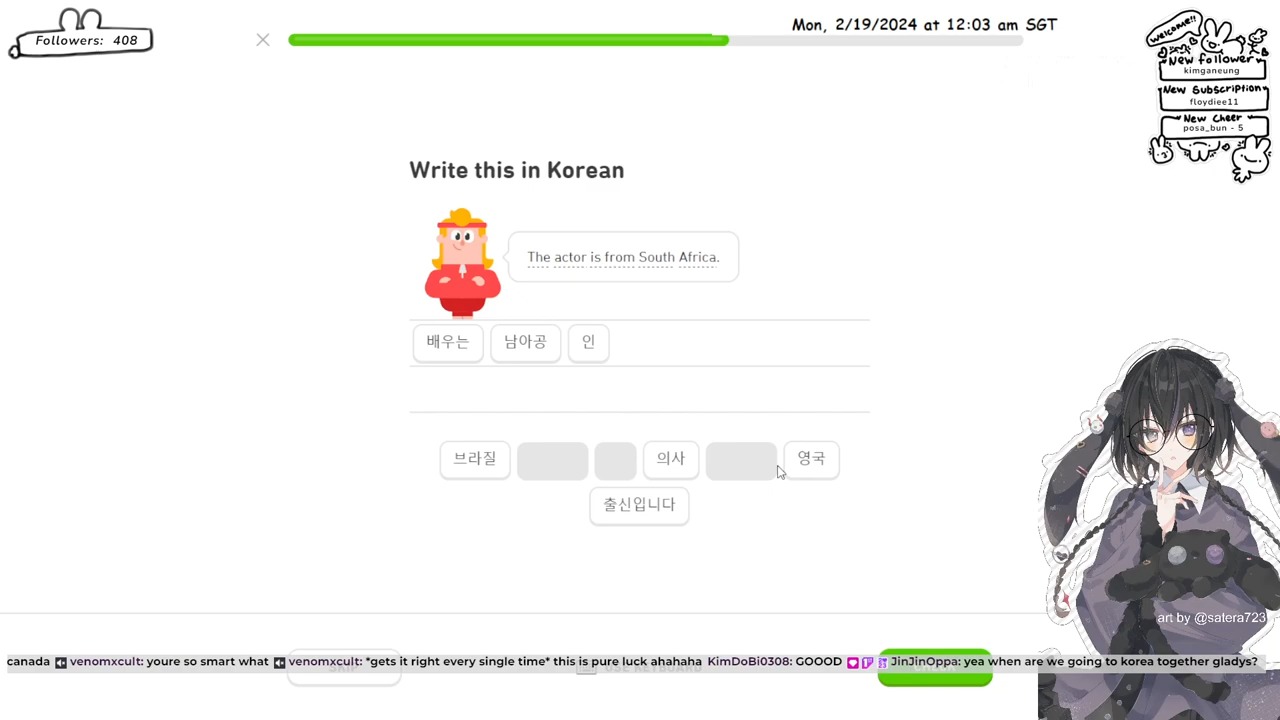 Followers: 408
Mon, 2/19/2024 at 12:03 am SGT
welcome!!
New follower
kimganeung
New Subscription
floydiee11
New Cheer
posa_bun - 5
Write this in Korean
The actor is from South Africa.
배우는 남아공 인
브라질 의사 영국
출신입니다
art by @satera723
canada venomxcult: youre so smart what venomxcult: *gets it right every single time* this is pure luck ahahaha KimDoBi0308: GOOOD JinJinOppa: yea when are we going to korea together gladys?